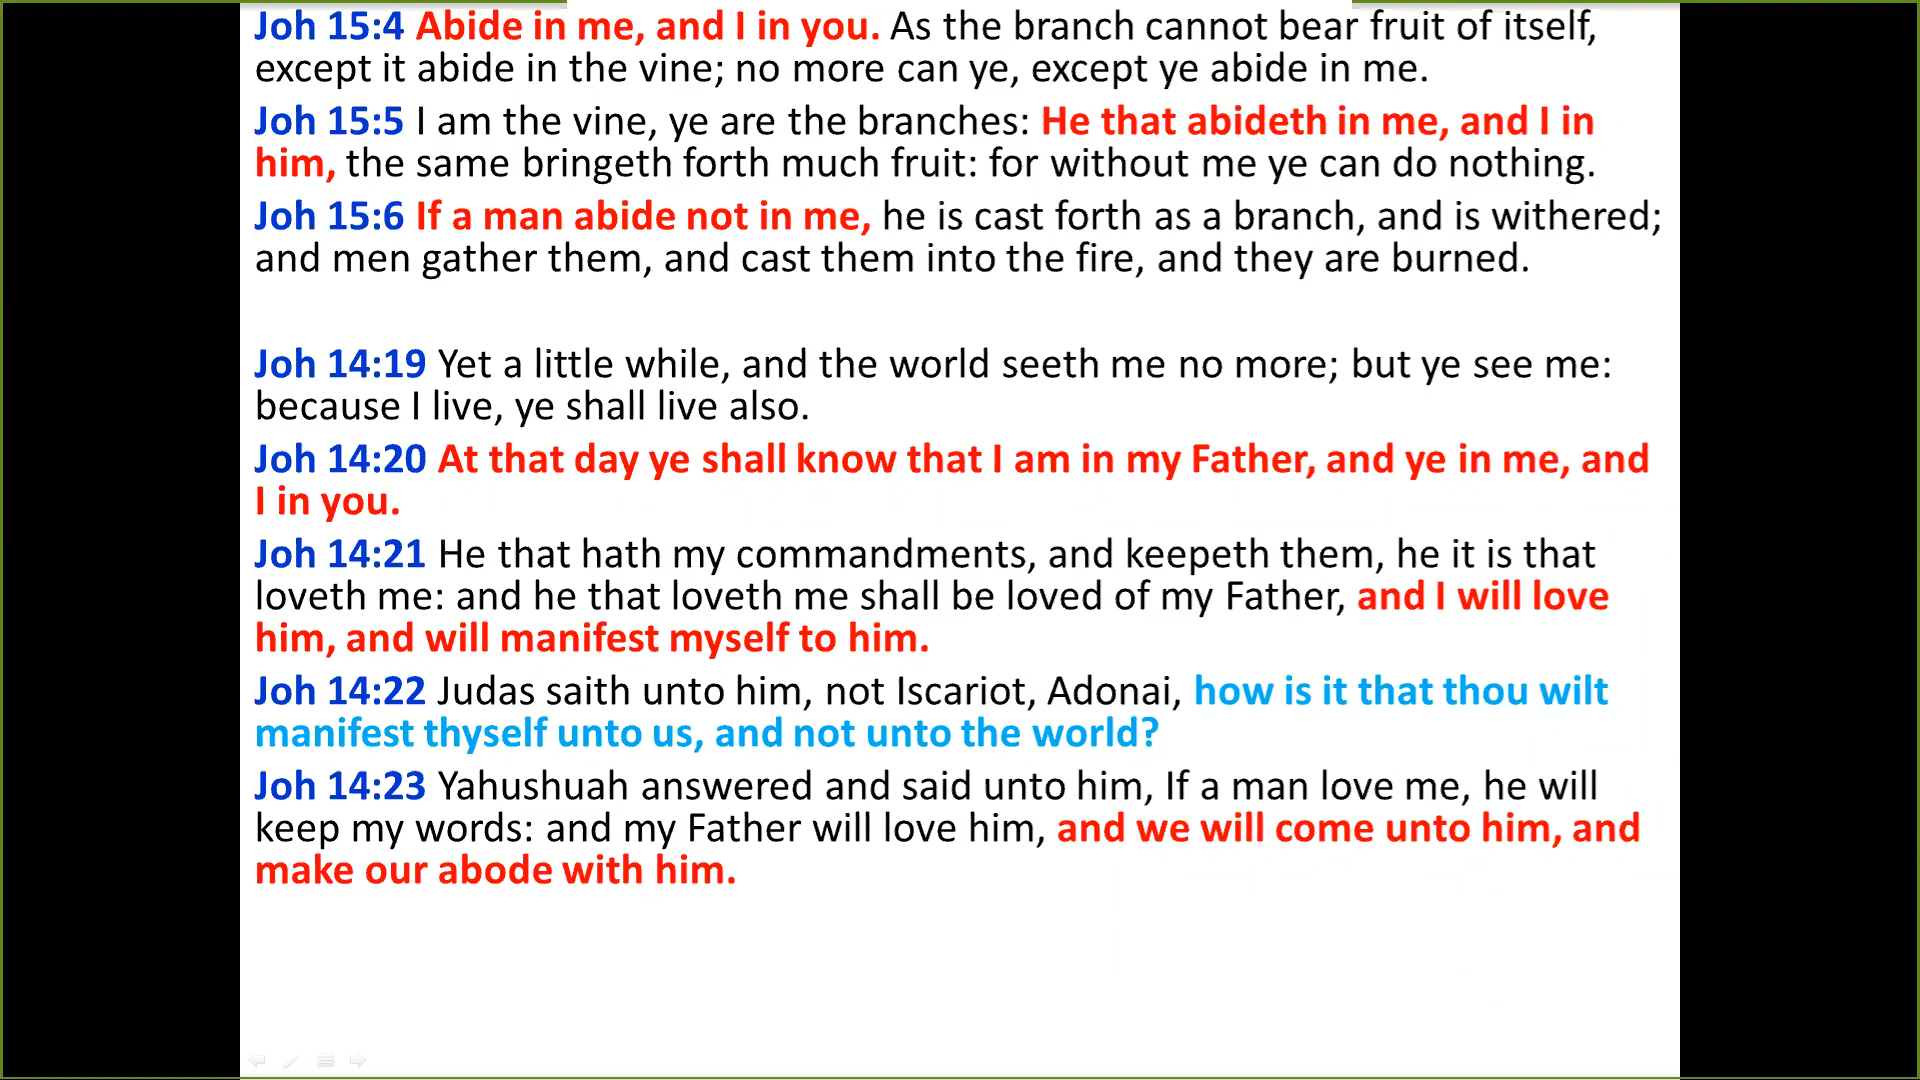 Joh 15:4 Abide in me, and I in you. As the branch cannot bear fruit of itself,
except it abide in the vine; no more can ye, except ye abide in me.
Joh 15:5 I am the vine, ye are the branches: He that abideth in me, and I in
him, the same bringeth forth much fruit: for without me ye can do nothing.
Joh 15:6 If a man abide not in me, he is cast forth as a branch, and is withered;
and men gather them, and cast them into the fire, and they are burned.
Joh 14:19 Yet a little while, and the world seeth me no more; but ye see me:
because I live, ye shall live also.
Joh 14:20 At that day ye shall know that I am in my Father, and ye in me, and
I in you.
Joh 14:21 He that hath my commandments, and keepeth them, he it is that
loveth me: and he that loveth me shall be loved of my Father, and I will love
him, and will manifest myself to him.
Joh 14:22 Judas saith unto him, not Iscariot, Adonai, how is it that thou wilt
manifest thyself unto us, and not unto the world?
Joh 14:23 Yahushuah answered and said unto him, If a man love me, he will
keep my words: and my Father will love him, and we will come unto him, and
make our abode with him.